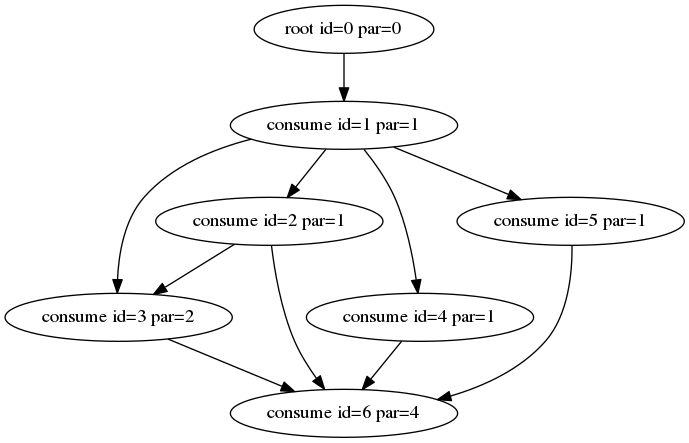 root id=0 par=0
consume id=1 par=1
consume id=2 par=1
consume id=5 par=1
consume id=3 par=2
consume id=4 par=1
consume id=6 par=4